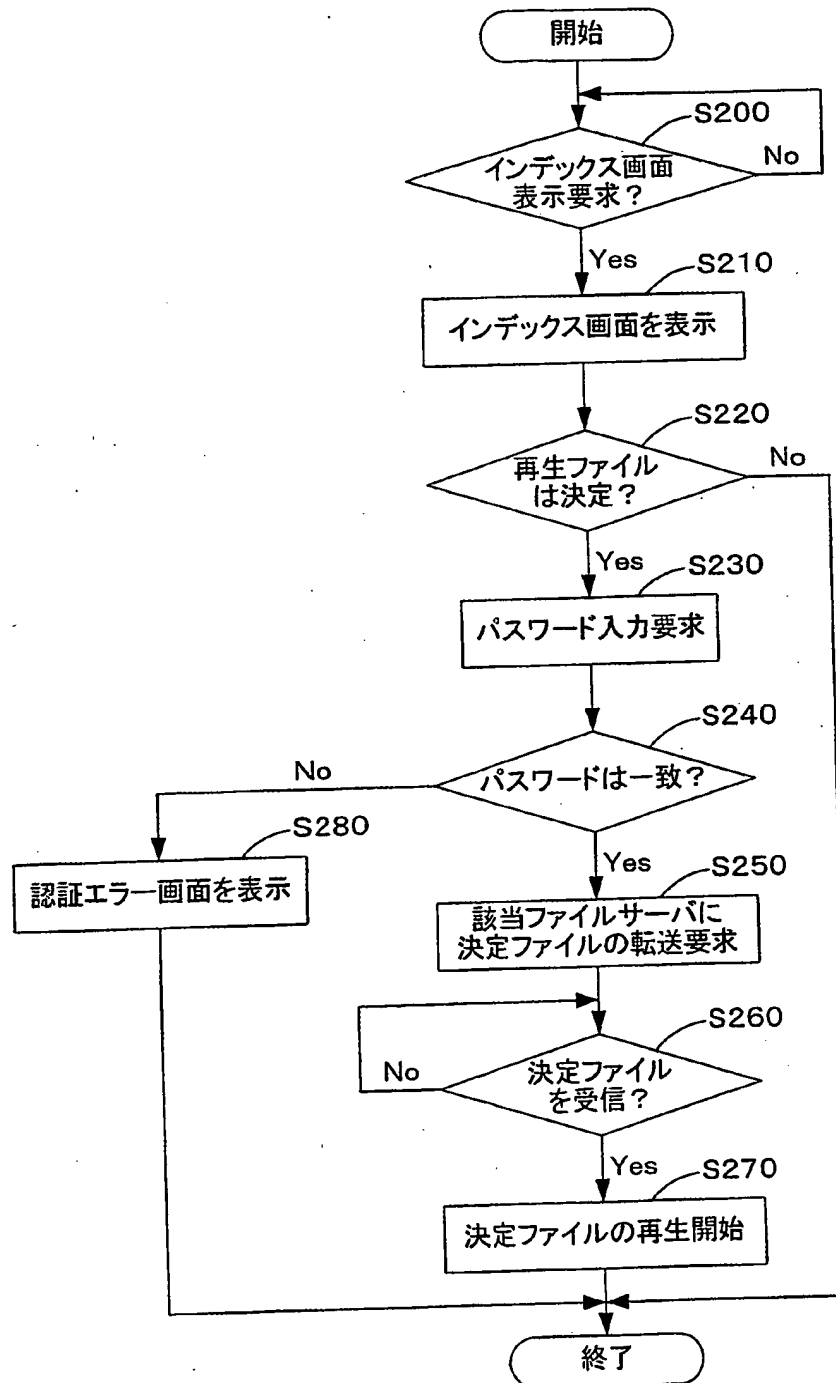 開始
S200
インデックス画面
表示要求？
No
Yes
S210
インデックス画面を表示
S220
再生ファイル
は決定？
No
Yes
S230
パスワード入力要求
S240
パスワードは一致？
No
S280
認証エラー画面を表示
Yes
S250
該当ファイルサーバに
決定ファイルの転送要求
S260
決定ファイル
を受信？
No
Yes
S270
決定ファイルの再生開始
終了